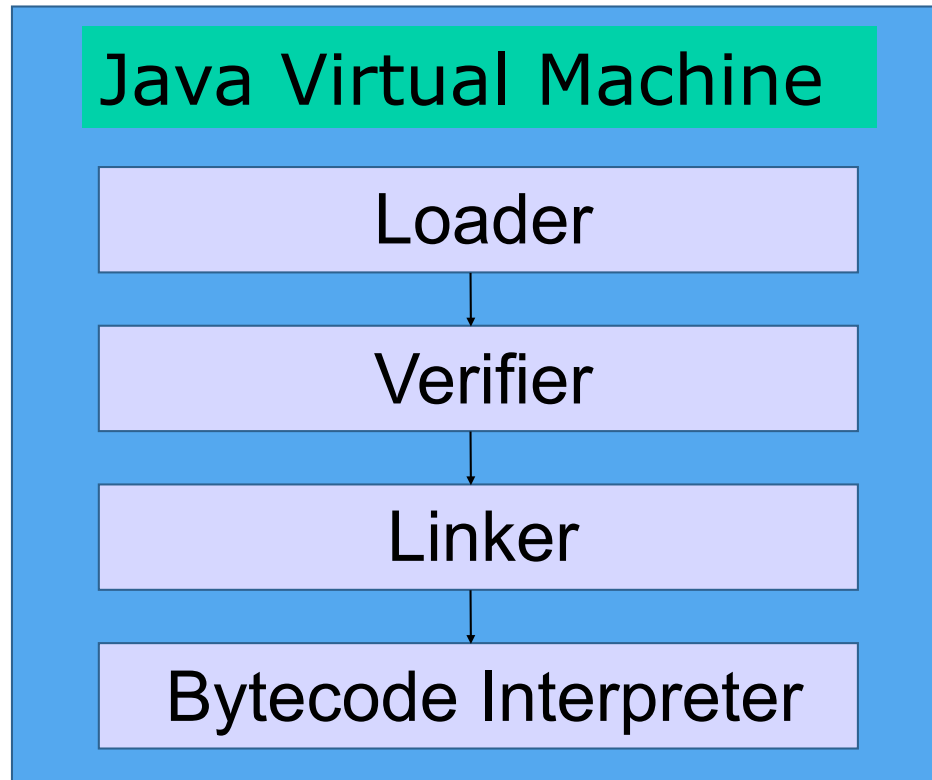 Java Virtual Machine
Loader
Verifier
Linker
Bytecode Interpreter